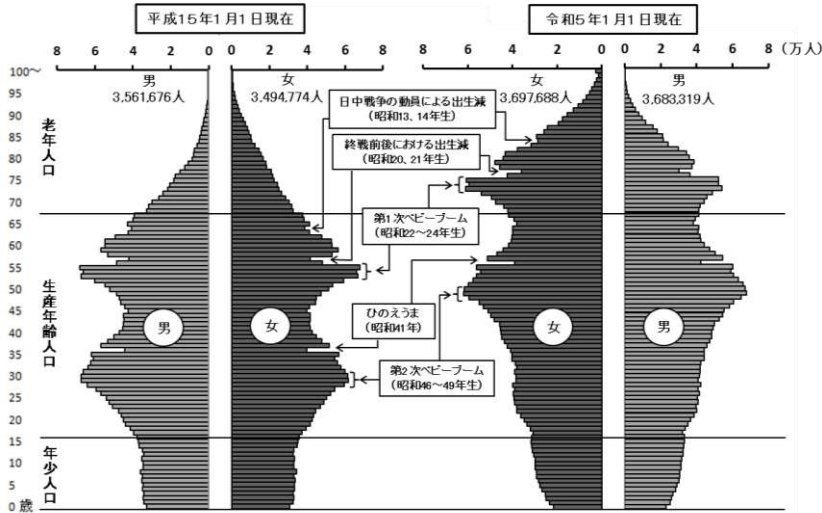 平成15年1月1日現在
令和5年1月1日現在
8 6 4 2 0
0 2 4 6 8
8 6 4 2 0
0 2 4 6 8 (万人)
男
3,561,676人
女
3,494,774人
女
3,697,688人
男
3,683,319人
日中戦争の動員による出生減
(昭和13、14年生)
終戦前後における出生減
(昭和20、21年生)
第1次ベビーブーム
(昭和22~24年生)
ひのえうま
(昭和41年)
第2次ベビーブーム
(昭和46~49年生)
老年人口
生産年齢人口
年少人口
100~
95
90
85
80
75
70
65
60
55
50
45
40
35
30
25
20
15
10
5
0歳
男
女
女
男